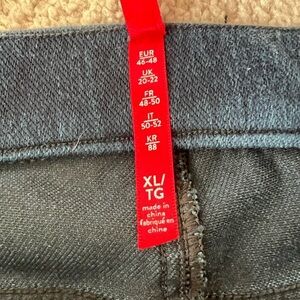 EUR
46-48
UK
20-22
FR
48-50
IT
50-52
KR
88
XL/
TG
made in
china
fabriqué en
chine